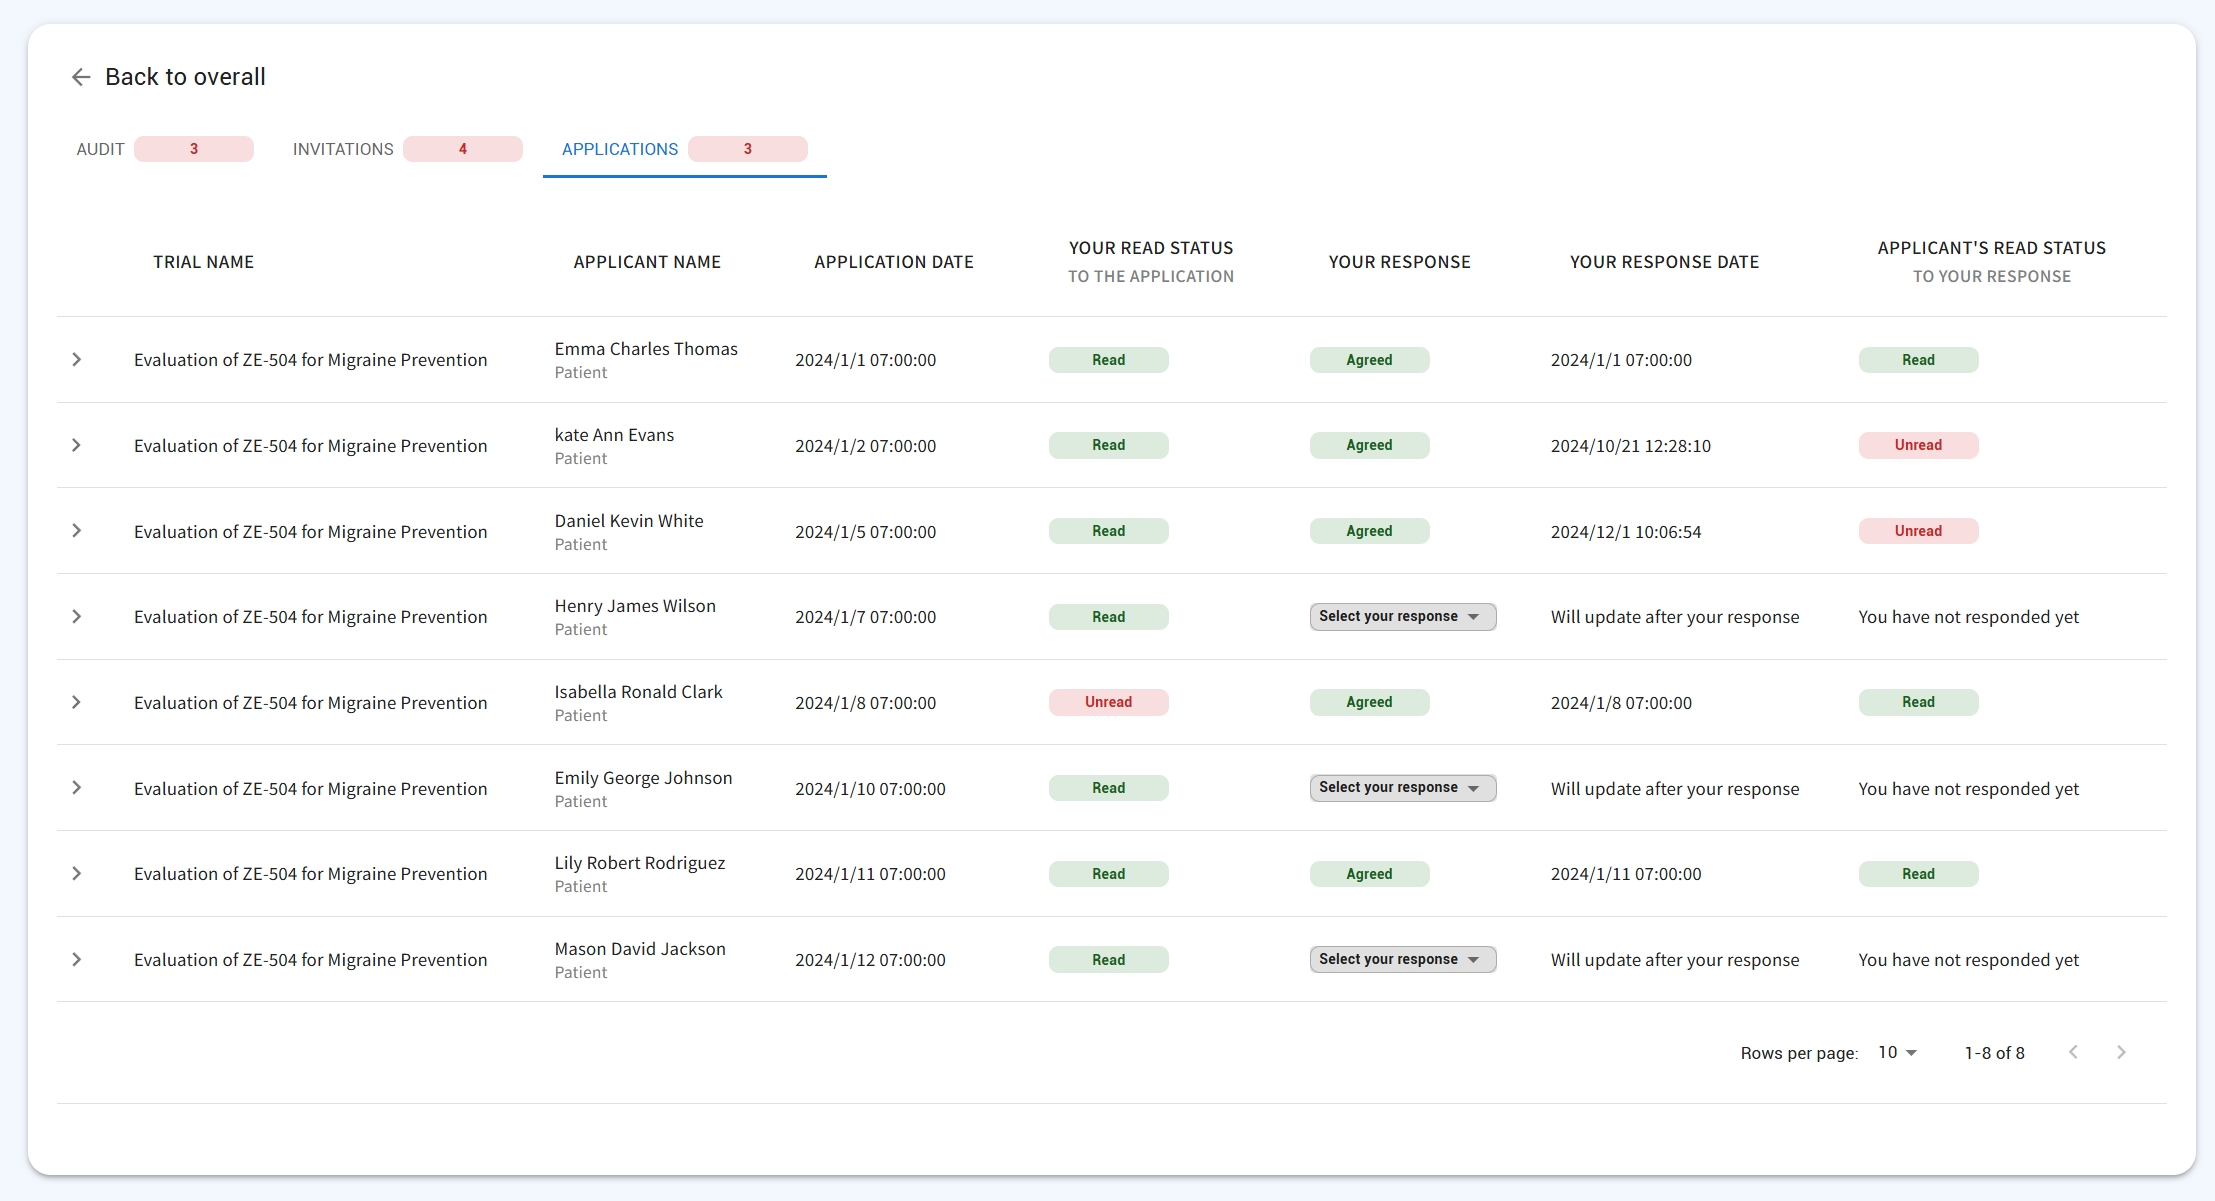 Back to overall
AUDIT 3 INVITATIONS 4 APPLICATIONS 3
TRIAL NAME APPLICANT NAME APPLICATION DATE YOUR READ STATUS TO THE APPLICATION YOUR RESPONSE YOUR RESPONSE DATE APPLICANT'S READ STATUS TO YOUR RESPONSE
Evaluation of ZE-504 for Migraine Prevention Emma Charles Thomas Patient 2024/1/1 07:00:00 Read Agreed 2024/1/1 07:00:00 Read
Evaluation of ZE-504 for Migraine Prevention kate Ann Evans Patient 2024/1/2 07:00:00 Read Agreed 2024/10/21 12:28:10 Unread
Evaluation of ZE-504 for Migraine Prevention Daniel Kevin White Patient 2024/1/5 07:00:00 Read Agreed 2024/12/1 10:06:54 Unread
Evaluation of ZE-504 for Migraine Prevention Henry James Wilson Patient 2024/1/7 07:00:00 Read Select your response Will update after your response You have not responded yet
Evaluation of ZE-504 for Migraine Prevention Isabella Ronald Clark Patient 2024/1/8 07:00:00 Unread Agreed 2024/1/8 07:00:00 Read
Evaluation of ZE-504 for Migraine Prevention Emily George Johnson Patient 2024/1/10 07:00:00 Read Select your response Will update after your response You have not responded yet
Evaluation of ZE-504 for Migraine Prevention Lily Robert Rodriguez Patient 2024/1/11 07:00:00 Read Agreed 2024/1/11 07:00:00 Read
Evaluation of ZE-504 for Migraine Prevention Mason David Jackson Patient 2024/1/12 07:00:00 Read Select your response Will update after your response You have not responded yet
Rows per page: 10 1-8 of 8